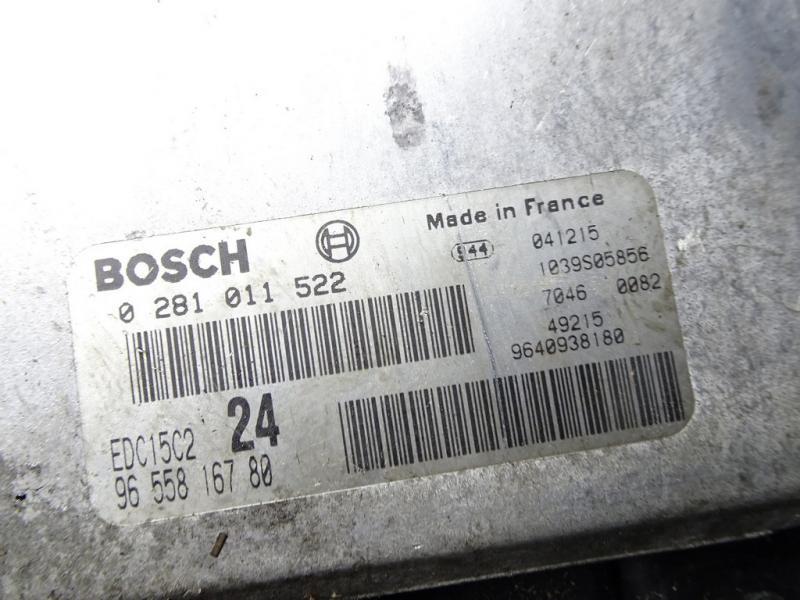 BOSCH
0 281 011 522
EDC15C2 24
96 558 167 80
Made in France
944 041215
1039S05856
7046 0082
49215
9640938180